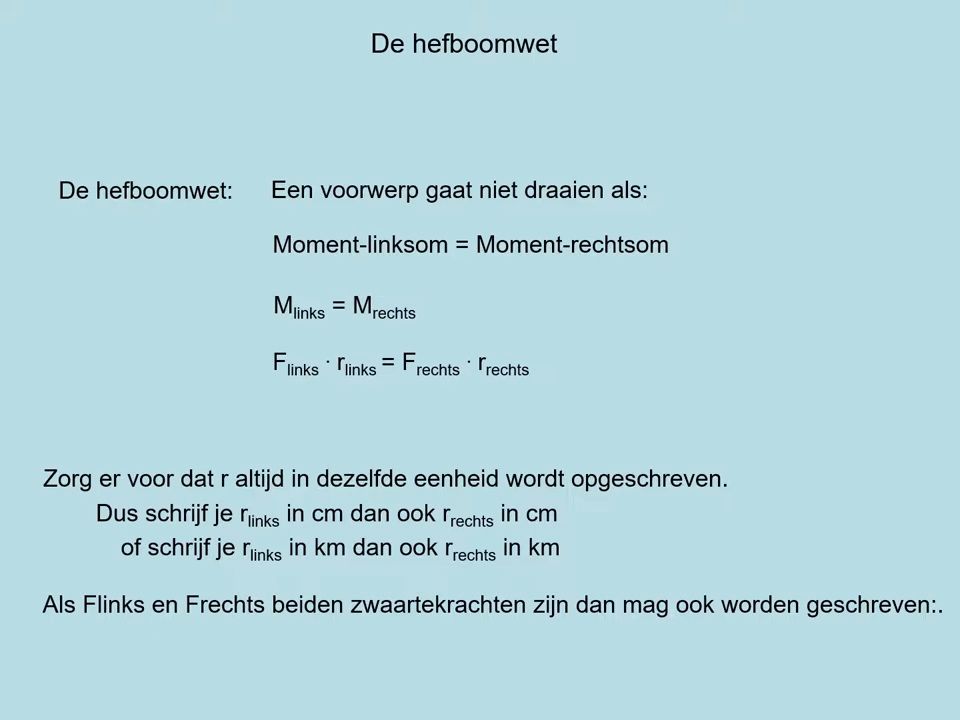 De hefboomwet
De hefboomwet: Een voorwerp gaat niet draaien als:
Moment-linksom = Moment-rechtsom
Mlinks = Mrechts
Flinks · rlinks = Frechts · rrechts
Zorg er voor dat r altijd in dezelfde eenheid wordt opgeschreven.
Dus schrijf je rlinks in cm dan ook rrechts in cm
of schrijf je rlinks in km dan ook rrechts in km
Als Flinks en Frechts beiden zwaartekrachten zijn dan mag ook worden geschreven:.